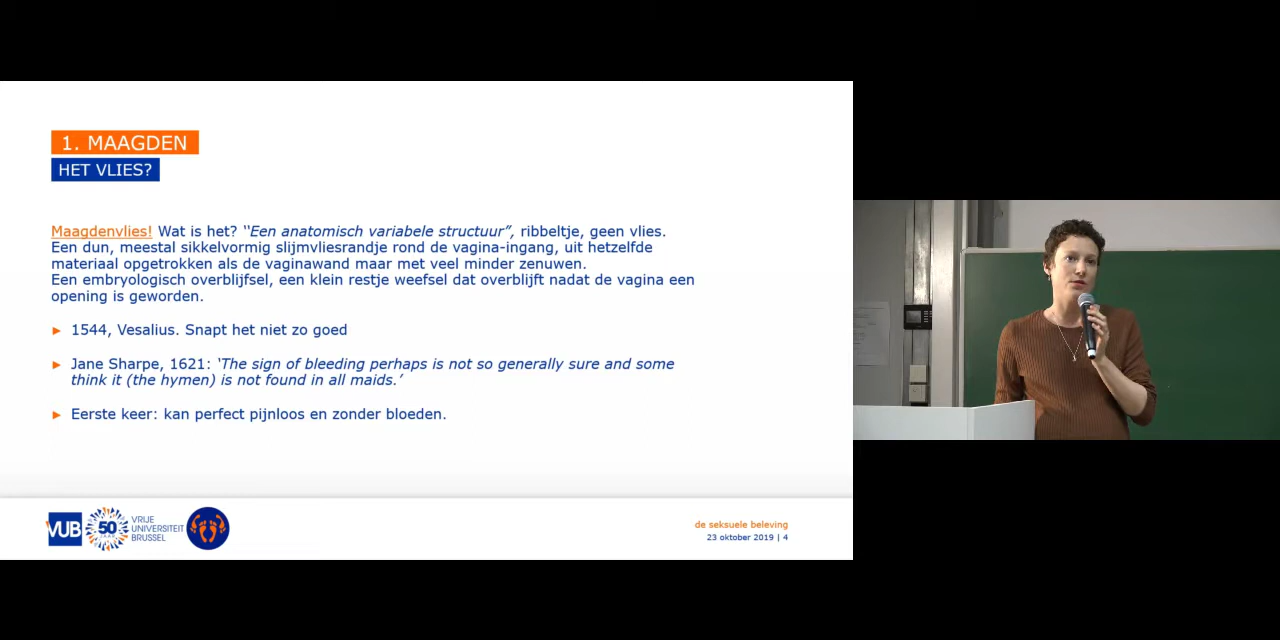 1. MAAGDEN
HET VLIES?
Maagdenvlies! Wat is het? “Een anatomisch variabele structuur”, ribbeltje, geen vlies.
Een dun, meestal sikkelvormig slijmvliesrandje rond de vagina-ingang, uit hetzelfde
materiaal opgetrokken als de vaginawand maar met veel minder zenuwen.
Een embryologisch overblijfsel, een klein restje weefsel dat overblijft nadat de vagina een
opening is geworden.
► 1544, Vesalius. Snapt het niet zo goed
► Jane Sharpe, 1621: ‘The sign of bleeding perhaps is not so generally sure and some
think it (the hymen) is not found in all maids.’
► Eerste keer: kan perfect pijnloos en zonder bloeden.
VUB
50
JAAR
VRIJE
UNIVERSITEIT
BRUSSEL
de seksuele beleving
23 oktober 2019 | 4